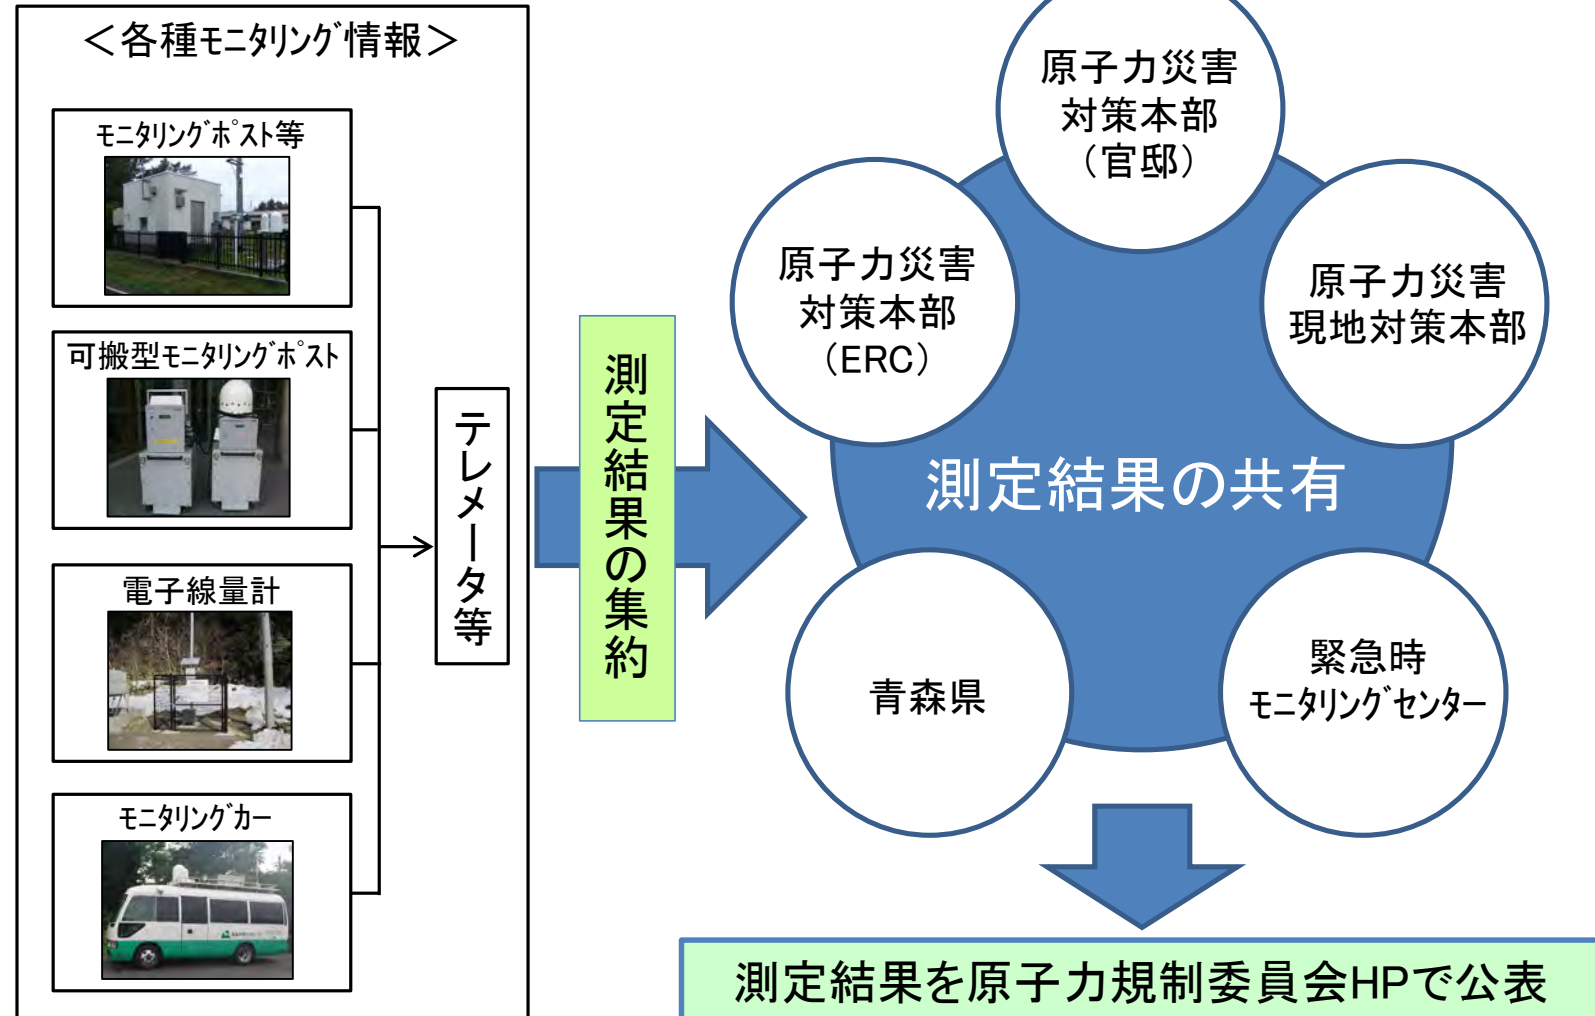 ＜各種ﾓﾆﾀﾘﾝｸﾞ情報＞
ﾓﾆﾀﾘﾝｸﾞﾎﾟｽﾄ等
可搬型ﾓﾆﾀﾘﾝｸﾞﾎﾟｽﾄ
電子線量計
ﾓﾆﾀﾘﾝｸﾞｶｰ
テレメータ等
測定結果の集約
原子力災害
対策本部
（官邸）
原子力災害
対策本部
（ERC）
原子力災害
現地対策本部
測定結果の共有
青森県
緊急時
ﾓﾆﾀﾘﾝｸﾞｾﾝﾀｰ
測定結果を原子力規制委員会HPで公表